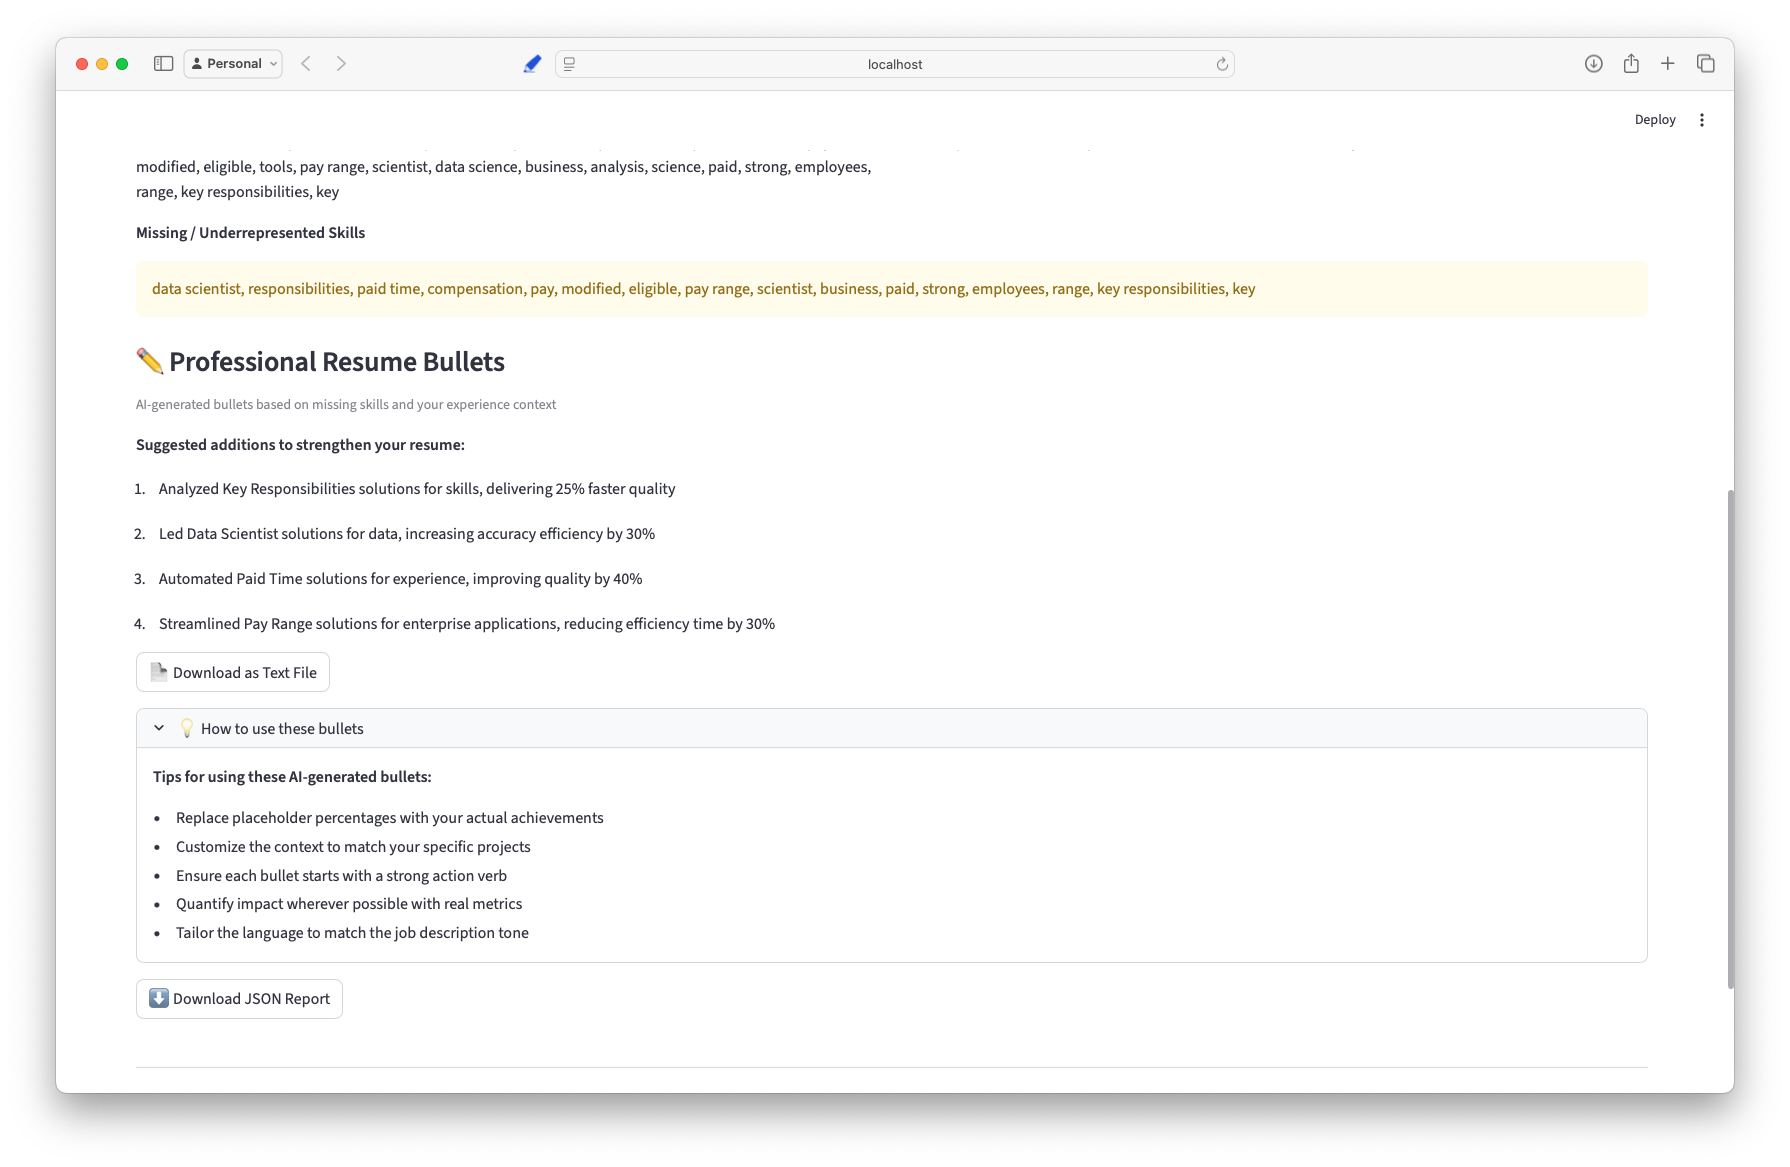 Personal
localhost
Deploy
modified, eligible, tools, pay range, scientist, data science, business, analysis, science, paid, strong, employees,
range, key responsibilities, key
Missing / Underrepresented Skills
data scientist, responsibilities, paid time, compensation, pay, modified, eligible, pay range, scientist, business, paid, strong, employees, range, key responsibilities, key
Professional Resume Bullets
AI-generated bullets based on missing skills and your experience context
Suggested additions to strengthen your resume:
1. Analyzed Key Responsibilities solutions for skills, delivering 25% faster quality
2. Led Data Scientist solutions for data, increasing accuracy efficiency by 30%
3. Automated Paid Time solutions for experience, improving quality by 40%
4. Streamlined Pay Range solutions for enterprise applications, reducing efficiency time by 30%
Download as Text File
How to use these bullets
Tips for using these AI-generated bullets:
• Replace placeholder percentages with your actual achievements
• Customize the context to match your specific projects
• Ensure each bullet starts with a strong action verb
• Quantify impact wherever possible with real metrics
• Tailor the language to match the job description tone
Download JSON Report